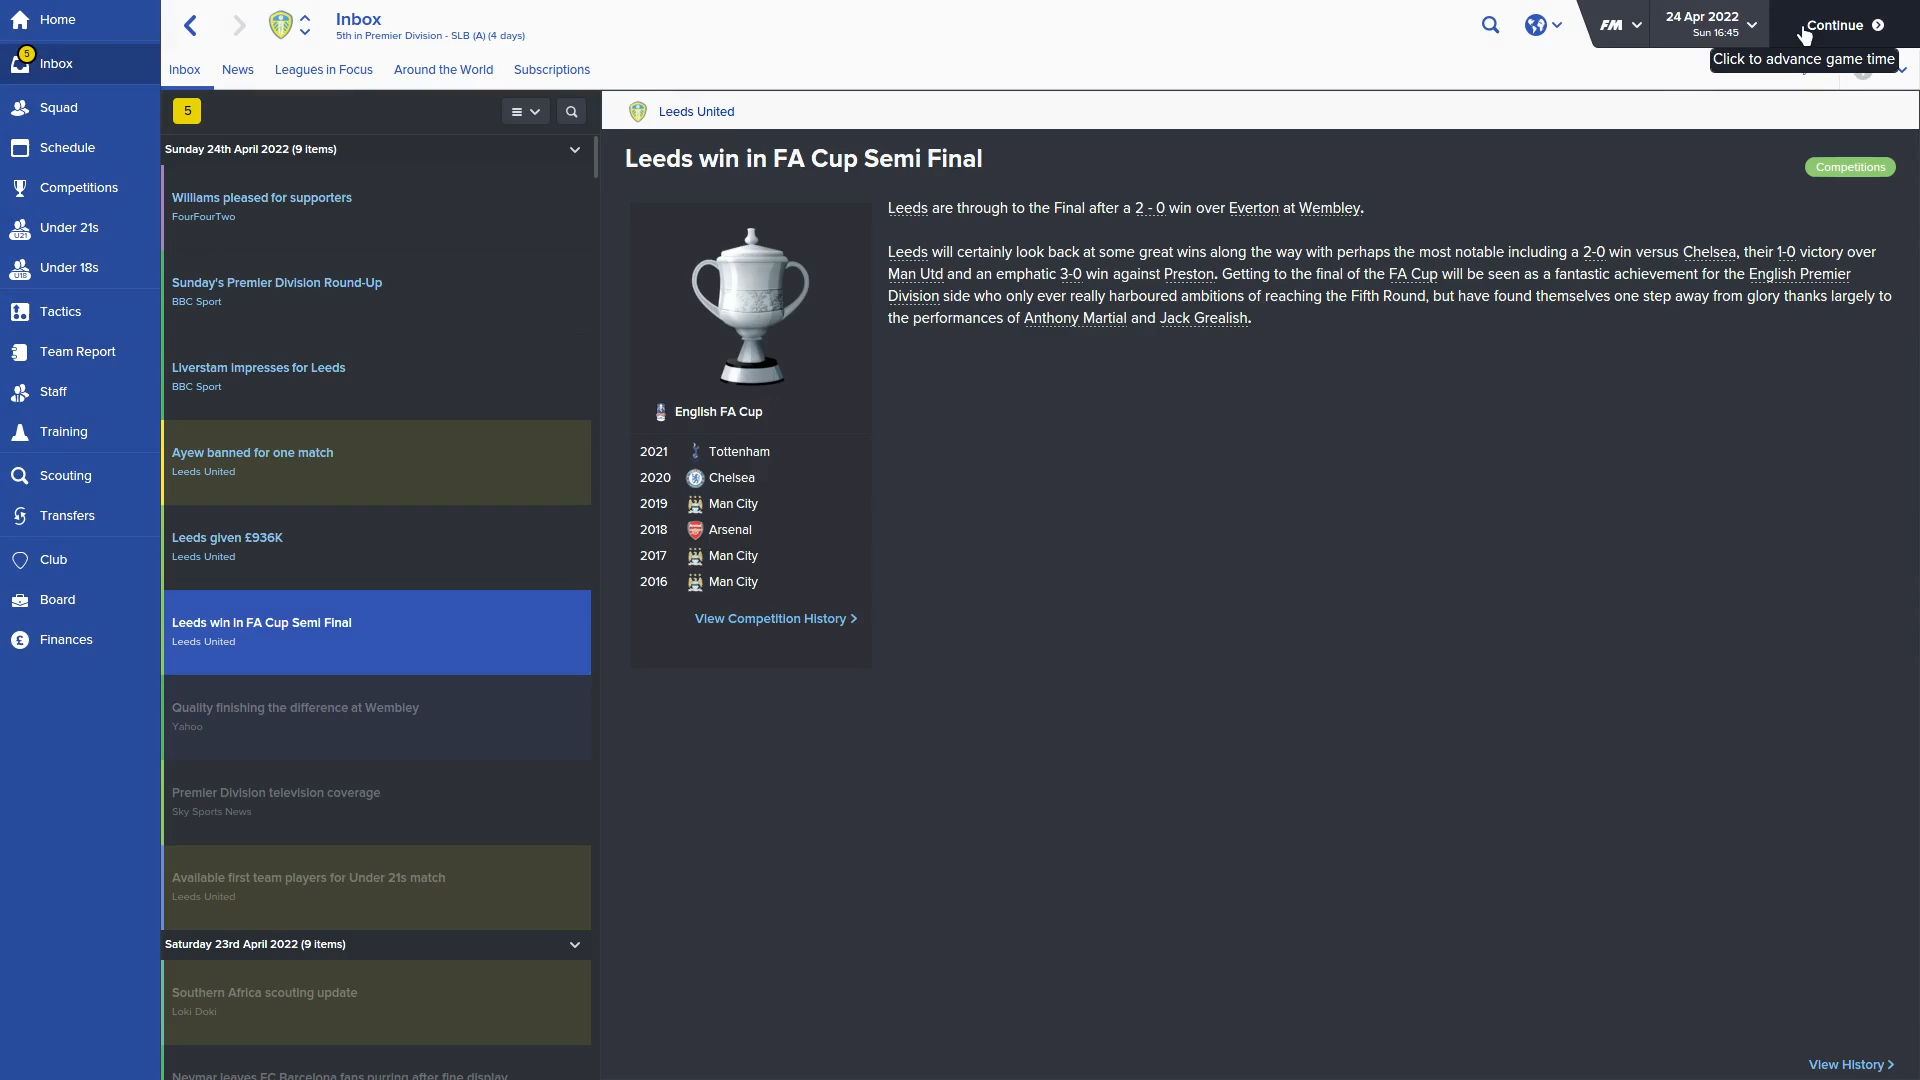 Home
5
Inbox
Squad
Schedule
Competitions
U21
Under 21s
U18
Under 18s
Tactics
Team Report
Staff
Training
Scouting
Transfers
Club
Board
£
Finances
Inbox
5th in Premier Division - SLB (A) (4 days)
FM
24 Apr 2022
Sun 16:45
Continue
Click to advance game time
Inbox
News
Leagues in Focus
Around the World
Subscriptions
5
Sunday 24th April 2022 (9 items)
Williams pleased for supporters
FourFourTwo
Sunday's Premier Division Round-Up
BBC Sport
Liverstam impresses for Leeds
BBC Sport
Ayew banned for one match
Leeds United
Leeds given £936K
Leeds United
Leeds win in FA Cup Semi Final
Leeds United
Quality finishing the difference at Wembley
Yahoo
Premier Division television coverage
Sky Sports News
Available first team players for Under 21s match
Leeds United
Saturday 23rd April 2022 (9 items)
Southern Africa scouting update
Loki Doki
Neymar leaves FC Barcelona fans purring after fine display
Leeds United
Leeds win in FA Cup Semi Final
Competitions
Leeds are through to the Final after a 2 - 0 win over Everton at Wembley.
Leeds will certainly look back at some great wins along the way with perhaps the most notable including a 2-0 win versus Chelsea, their 1-0 victory over
Man Utd and an emphatic 3-0 win against Preston. Getting to the final of the FA Cup will be seen as a fantastic achievement for the English Premier
Division side who only ever really harboured ambitions of reaching the Fifth Round, but have found themselves one step away from glory thanks largely to
the performances of Anthony Martial and Jack Grealish.
English FA Cup
2021 Tottenham
2020 Chelsea
2019 Man City
2018 Arsenal
2017 Man City
2016 Man City
View Competition History >
View History >